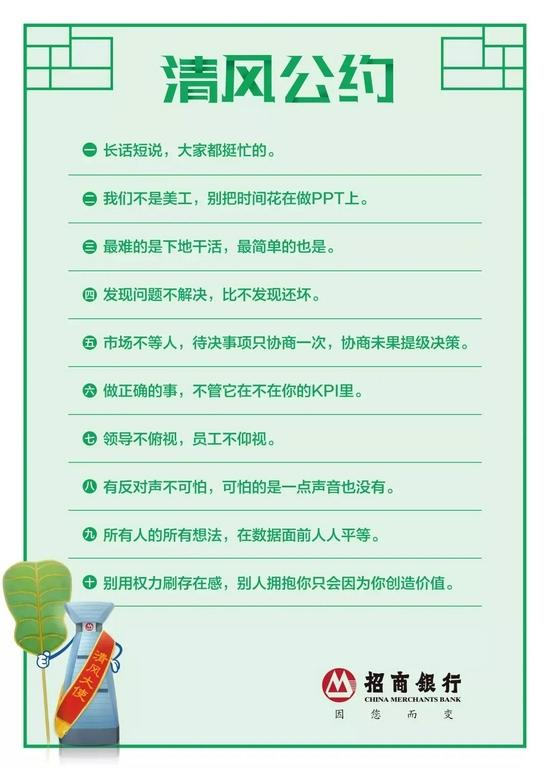 清风公约
一 长话短说，大家都挺忙的。
二 我们不是美工，别把时间花在做PPT上。
三 最难的是下地干活，最简单的也是。
四 发现问题不解决，比不发现还坏。
五 市场不等人，待决事项只协商一次，协商未果提级决策。
六 做正确的事，不管它在不在你的KPI里。
七 领导不俯视，员工不仰视。
八 有反对声不可怕，可怕的是一点声音也没有。
九 所有人的所有想法，在数据面前人人平等。
十 别用权力刷存在感，别人拥抱你只会因为你创造价值。
清风大使
招商银行
CHINA MERCHANTS BANK
因您而变